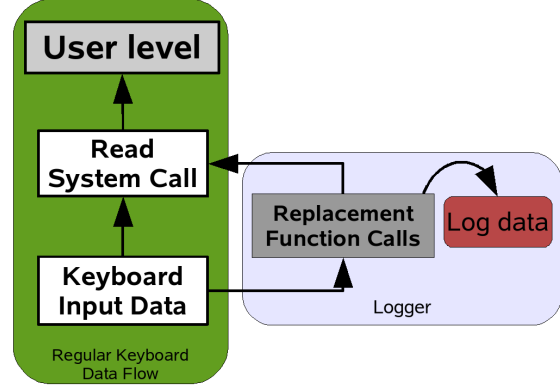 User level
Read
System Call
Keyboard
Input Data
Regular Keyboard
Data Flow
Replacement
Function Calls
Log data
Logger